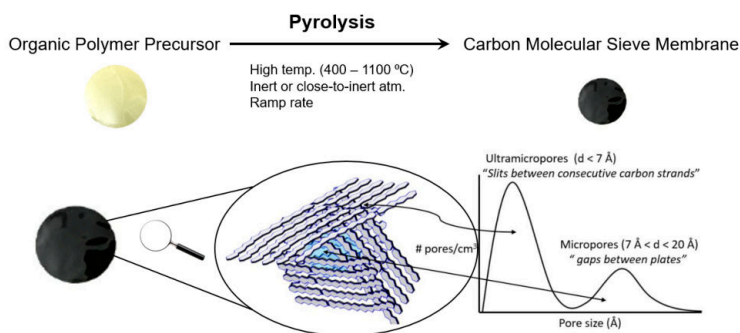 Pyrolysis
Organic Polymer Precursor
Carbon Molecular Sieve Membrane
High temp. (400 – 1100 ºC)
Inert or close-to-inert atm.
Ramp rate
Ultramicropores (d < 7 Å)
“Slits between consecutive carbon strands”
# pores/cm³
Micropores (7 Å < d < 20 Å)
“ gaps between plates”
Pore size (Å)